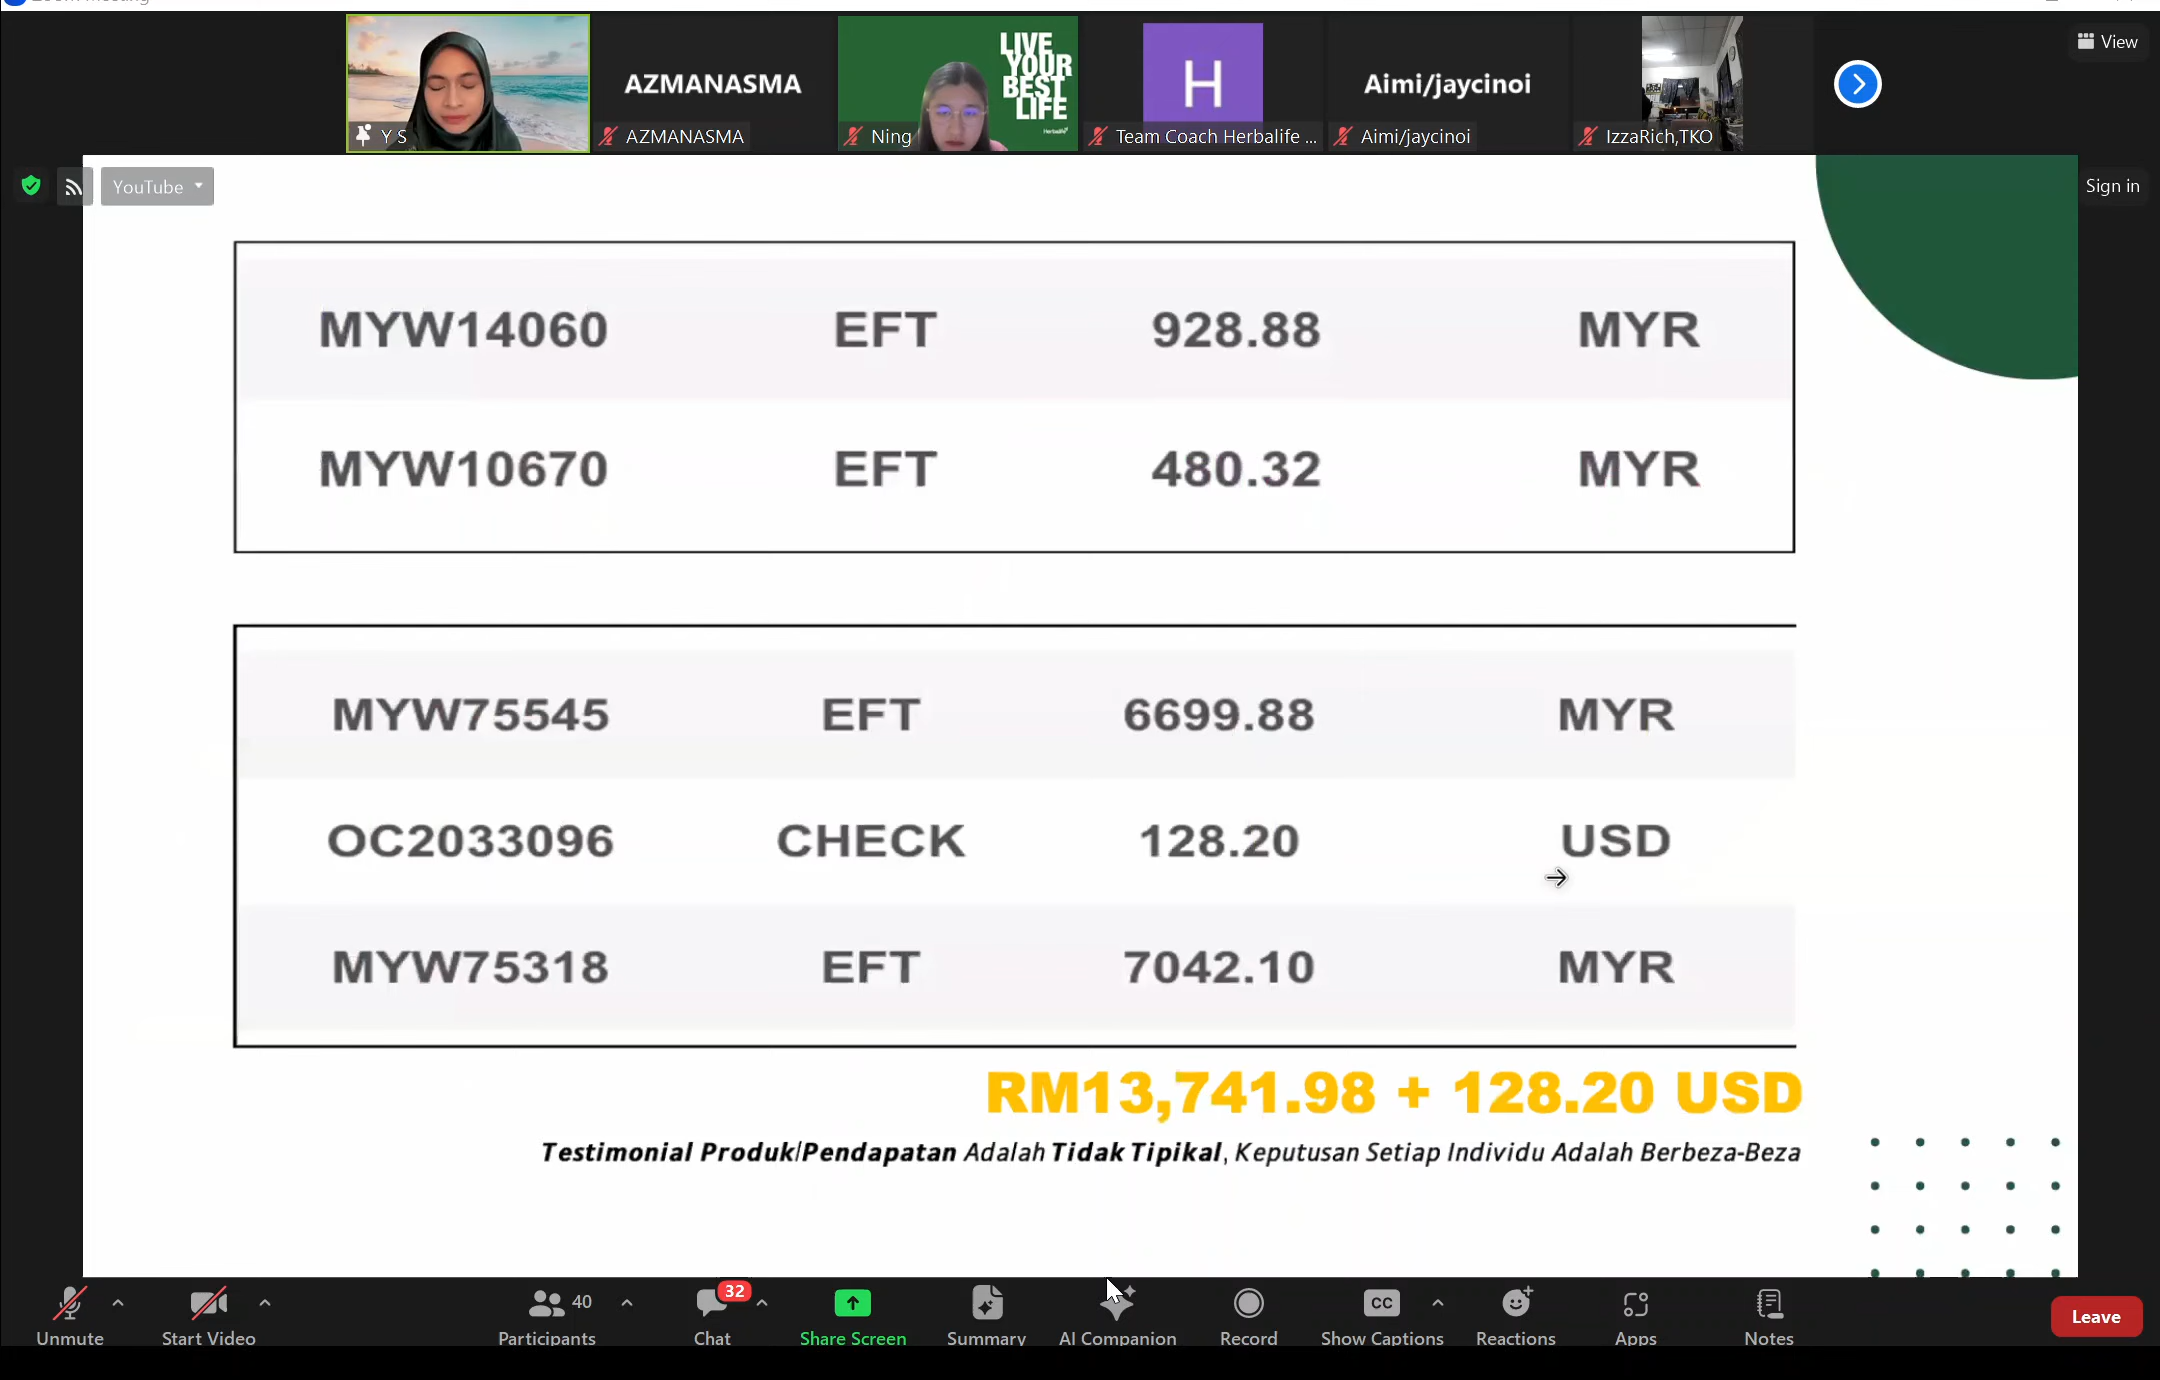 View
AZMANASMA
LIVE
YOUR
BEST
LIFE
H
Aimi/jaycinoi
Y S
AZMANASMA
Ning
Team Coach Herbalife ...
Aimi/jaycinoi
IzzaRich,TKO
YouTube
Sign in
MYW14060 EFT 928.88 MYR
MYW10670 EFT 480.32 MYR
MYW75545 EFT 6699.88 MYR
OC2033096 CHECK 128.20 USD
MYW75318 EFT 7042.10 MYR
RM13,741.98 + 128.20 USD
Testimonial Produk/Pendapatan Adalah Tidak Tipikal, Keputusan Setiap Individu Adalah Berbeza-Beza
40
32
CC
Unmute Start Video Participants Chat Share Screen Summary AI Companion Record Show Captions Reactions Apps Notes Leave